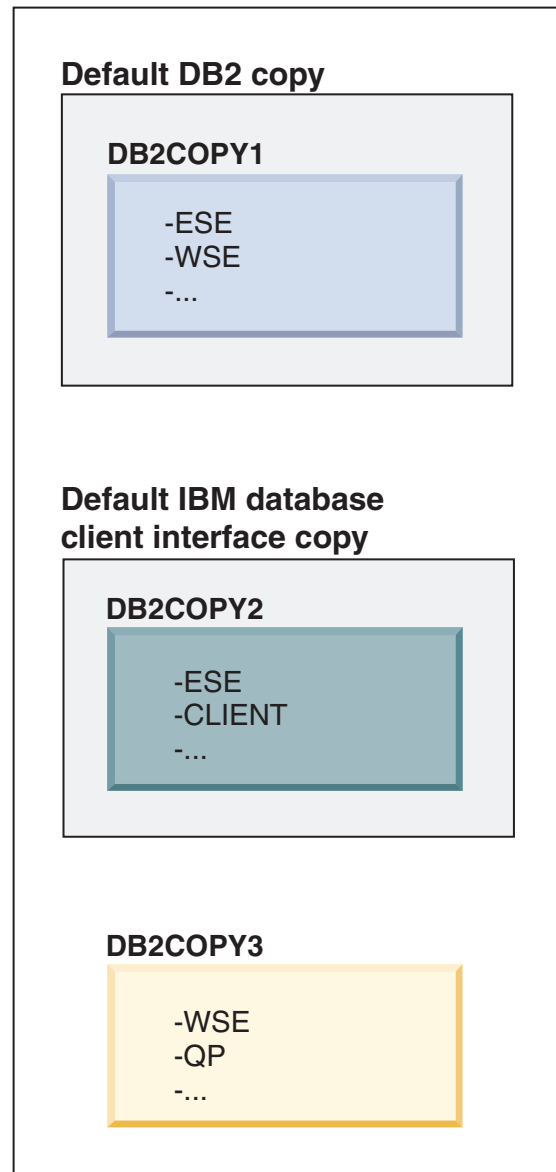 Default DB2 copy
DB2COPY1
-ESE
-WSE
-...
Default IBM database
client interface copy
DB2COPY2
-ESE
-CLIENT
-...
DB2COPY3
-WSE
-QP
-...